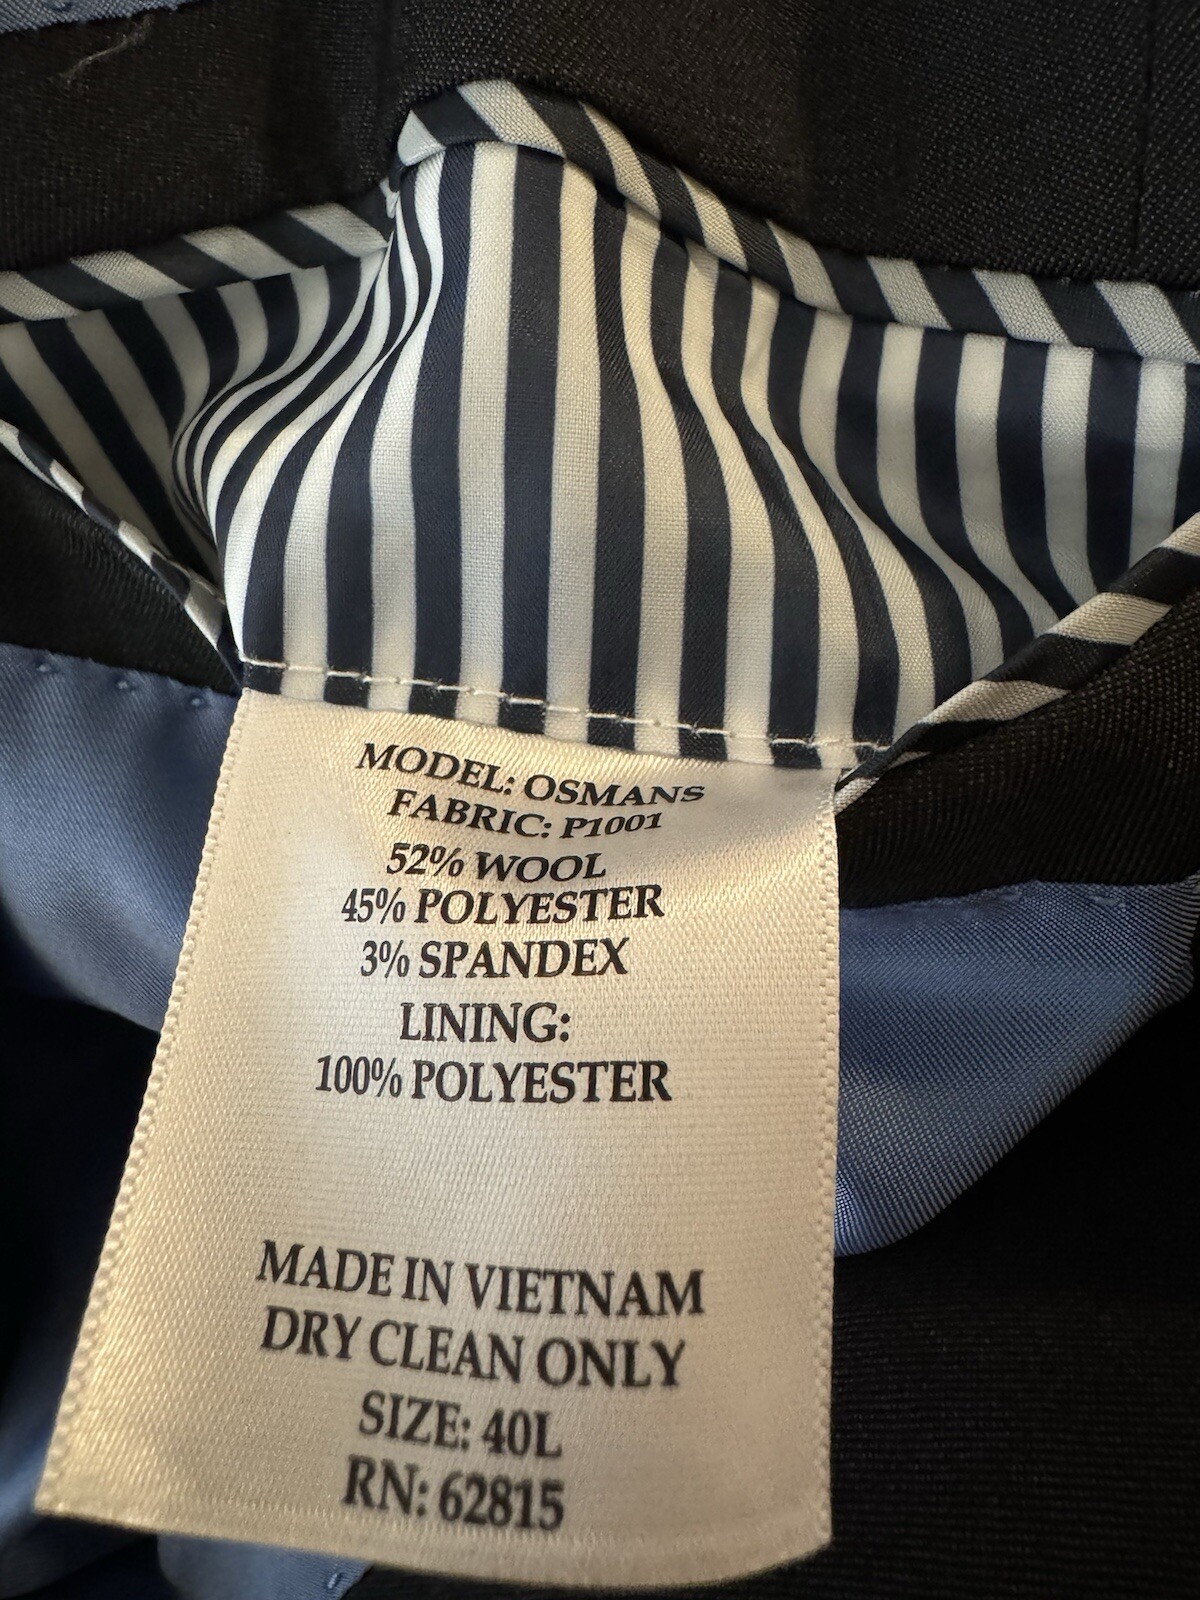 MODEL: OSMANS
FABRIC: P1001
52% WOOL
45% POLYESTER
3% SPANDEX
LINING:
100% POLYESTER
MADE IN VIETNAM
DRY CLEAN ONLY
SIZE: 40L
RN: 62815